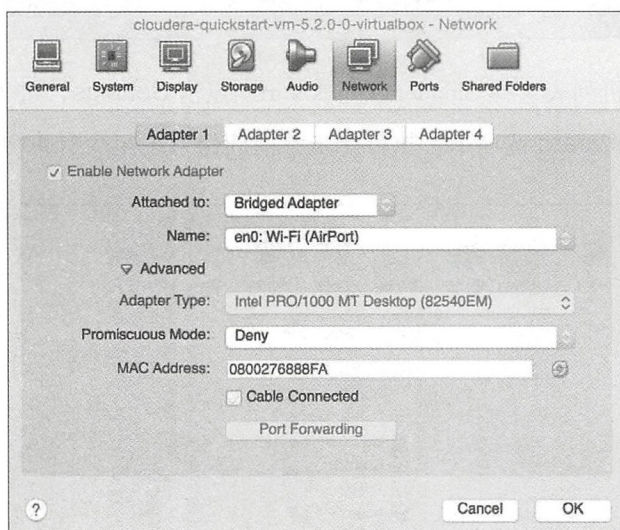 cloudera-quickstart-vm-5.2.0-0-virtualbox - Network
General System Display Storage Audio Network Ports Shared Folders
Adapter 1 Adapter 2 Adapter 3 Adapter 4
Enable Network Adapter
Attached to: Bridged Adapter
Name: en0: Wi-Fi (AirPort)
Advanced
Adapter Type: Intel PRO/1000 MT Desktop (82540EM)
Promiscuous Mode: Deny
MAC Address: 0800276888FA
Cable Connected
Port Forwarding
? Cancel OK